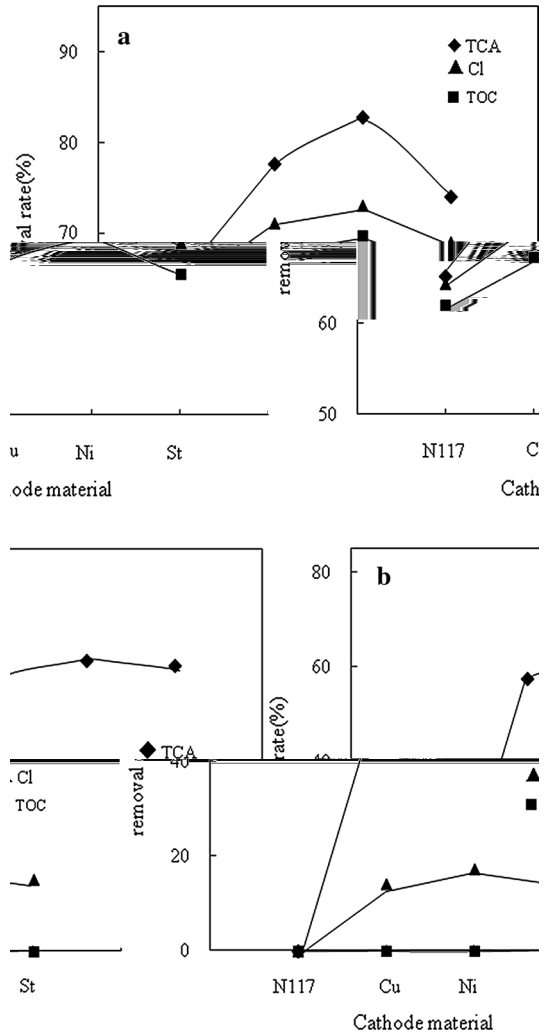 a
90
TCA
Cl
TOC
80
al rate(%)
70
remov
60
50
u Ni St
N117 C
ode material
Cath
b
80
60
rate(%)
TCA
40
40
Cl
TOC
removal
20
0
St
N117 Cu Ni
Cathode material